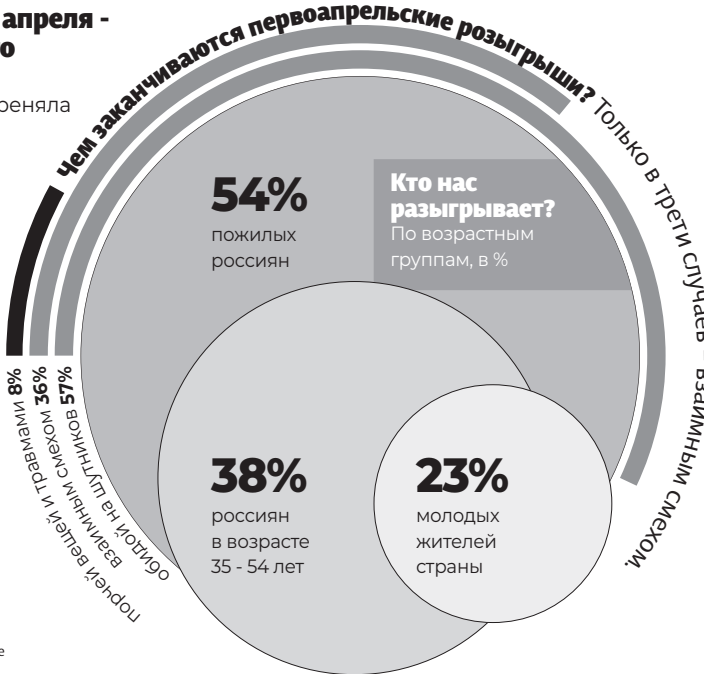 апреля -
о
реняла
Чем заканчиваются первоапрельские розыгрыши? Только в трети случаев – взаимным смехом.
54%
пожилых
россиян
Кто нас
разыгрывает?
По возрастным
группам, в %
порчей вещей и травмами 8%
взаимным смехом 36%
обидой на шутников 57%
38%
россиян
в возрасте
35 - 54 лет
23%
молодых
жителей
страны
е